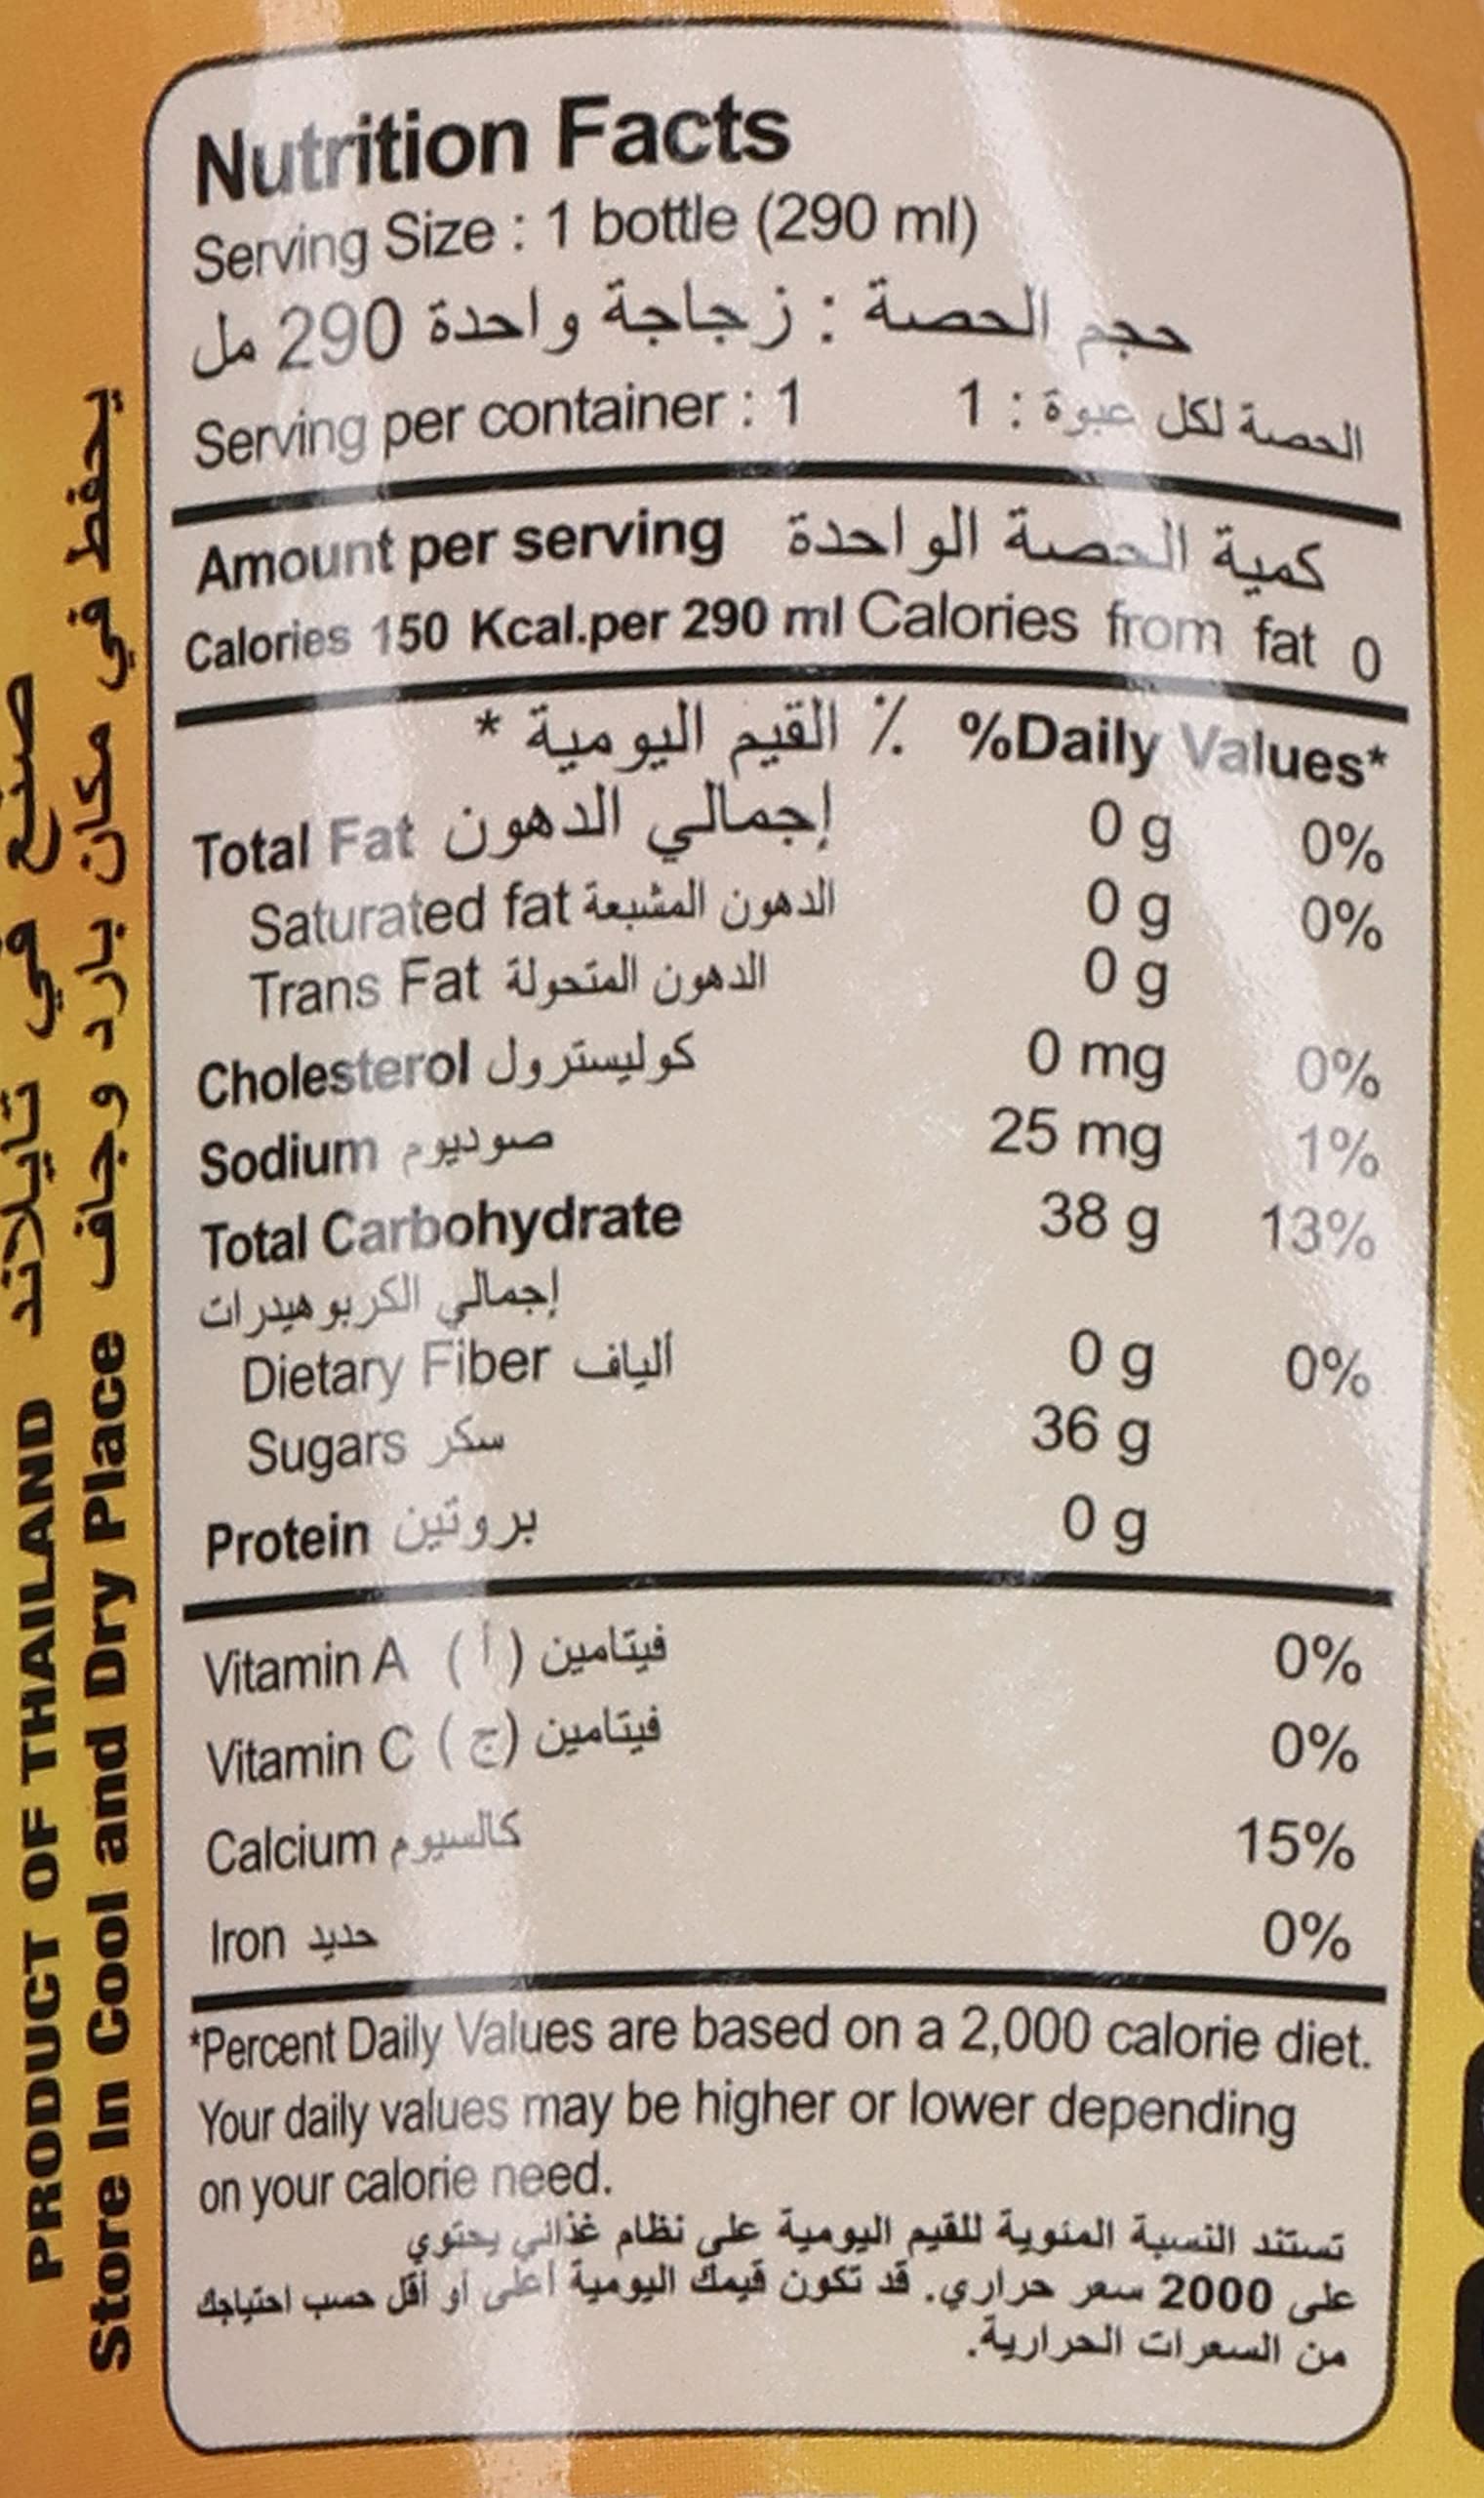 Nutrition Facts
Serving Size : 1 bottle (290 ml)
حجم الحصة : زجاجة واحدة 290 مل
Serving per container : 1 الحصة لكل عبوة : 1
Amount per serving كمية الحصة الواحدة
Calories 150 Kcal.per 290 ml Calories from fat 0
٪ القيم اليومية * %Daily Values*
Total Fat إجمالي الدهون 0 g 0%
Saturated fat الدهون المشبعة 0 g 0%
Trans Fat الدهون المتحولة 0 g
Cholesterol كوليسترول 0 mg 0%
Sodium صوديوم 25 mg 1%
Total Carbohydrate 38 g 13%
إجمالي الكربوهيدرات
Dietary Fiber ألياف 0 g 0%
Sugars سكر 36 g
Protein بروتين 0 g
Vitamin A فيتامين (أ) 0%
Vitamin C فيتامين (ج) 0%
Calcium كالسيوم 15%
Iron حديد 0%
*Percent Daily Values are based on a 2,000 calorie diet.
Your daily values may be higher or lower depending
on your calorie need.
تستند النسبة المئوية للقيم اليومية على نظام غذائي يحتوي
على 2000 سعر حراري. قد تكون قيمك اليومية أعلى أو أقل حسب احتياجك
من السعرات الحرارية.
PRODUCT OF THAILAND صنع في تايلاند
Store In Cool and Dry Place يحفظ في مكان بارد وجاف